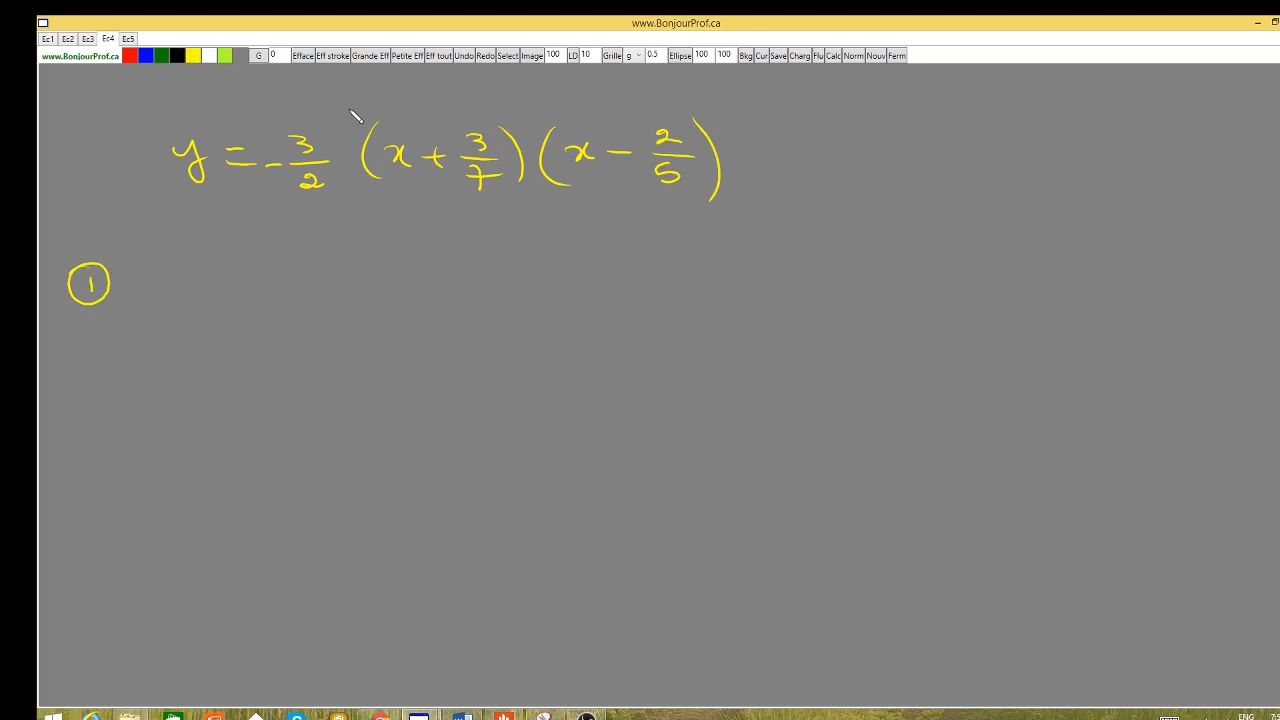 www.BonjourProf.ca
Ec1 Ec2 Ec3 Ec4 Ec5
www.BonjourProf.ca G 0 Efface Eff stroke Grande Eff Petite Eff Eff tout Undo Redo Select Image 100 LD 10 Grille g 0.5 Ellipse 100 100 Bkg Cur Save Charg Flu Calc Norm Nouv Ferm
y = - 3/2 (x + 3/7)(x - 2/5)
1
ENG